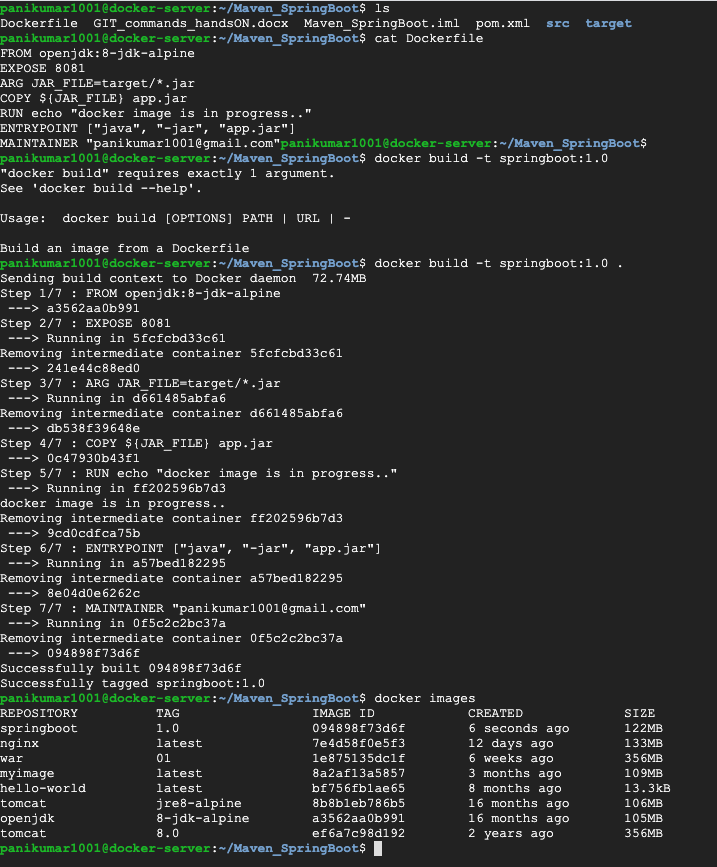 panikumar1001@docker-server:~/Maven_SpringBoot$ ls
Dockerfile  GIT_commands_handsON.docx  Maven_SpringBoot.iml  pom.xml  src  target
panikumar1001@docker-server:~/Maven_SpringBoot$ cat Dockerfile
FROM openjdk:8-jdk-alpine
EXPOSE 8081
ARG JAR_FILE=target/*.jar
COPY ${JAR_FILE} app.jar
RUN echo "docker image is in progress.."
ENTRYPOINT ["java", "-jar", "app.jar"]
MAINTAINER "panikumar1001@gmail.com"panikumar1001@docker-server:~/Maven_SpringBoot$
panikumar1001@docker-server:~/Maven_SpringBoot$ docker build -t springboot:1.0
"docker build" requires exactly 1 argument.
See 'docker build --help'.

Usage:  docker build [OPTIONS] PATH | URL | -

Build an image from a Dockerfile
panikumar1001@docker-server:~/Maven_SpringBoot$ docker build -t springboot:1.0 .
Sending build context to Docker daemon  72.74MB
Step 1/7 : FROM openjdk:8-jdk-alpine
 ---> a3562aa0b991
Step 2/7 : EXPOSE 8081
 ---> Running in 5fcfcbd33c61
Removing intermediate container 5fcfcbd33c61
 ---> 241e44c88ed0
Step 3/7 : ARG JAR_FILE=target/*.jar
 ---> Running in d661485abfa6
Removing intermediate container d661485abfa6
 ---> db538f39648e
Step 4/7 : COPY ${JAR_FILE} app.jar
 ---> 0c47930b43f1
Step 5/7 : RUN echo "docker image is in progress.."
 ---> Running in ff202596b7d3
docker image is in progress..
Removing intermediate container ff202596b7d3
 ---> 9cd0cdfca75b
Step 6/7 : ENTRYPOINT ["java", "-jar", "app.jar"]
 ---> Running in a57bed182295
Removing intermediate container a57bed182295
 ---> 8e04d0e6262c
Step 7/7 : MAINTAINER "panikumar1001@gmail.com"
 ---> Running in 0f5c2c2bc37a
Removing intermediate container 0f5c2c2bc37a
 ---> 094898f73d6f
Successfully built 094898f73d6f
Successfully tagged springboot:1.0
panikumar1001@docker-server:~/Maven_SpringBoot$ docker images
REPOSITORY          TAG                 IMAGE ID            CREATED             SIZE
springboot          1.0                 094898f73d6f        6 seconds ago       122MB
nginx               latest              7e4d58f0e5f3        12 days ago         133MB
war                 01                  1e875135dc1f        6 weeks ago         356MB
myimage             latest              8a2af13a5857        3 months ago        109MB
hello-world         latest              bf756fb1ae65        8 months ago        13.3kB
tomcat              jre8-alpine         8b8b1eb786b5        16 months ago       106MB
openjdk             8-jdk-alpine        a3562aa0b991        16 months ago       105MB
tomcat              8.0                 ef6a7c98d192        2 years ago         356MB
panikumar1001@docker-server:~/Maven_SpringBoot$